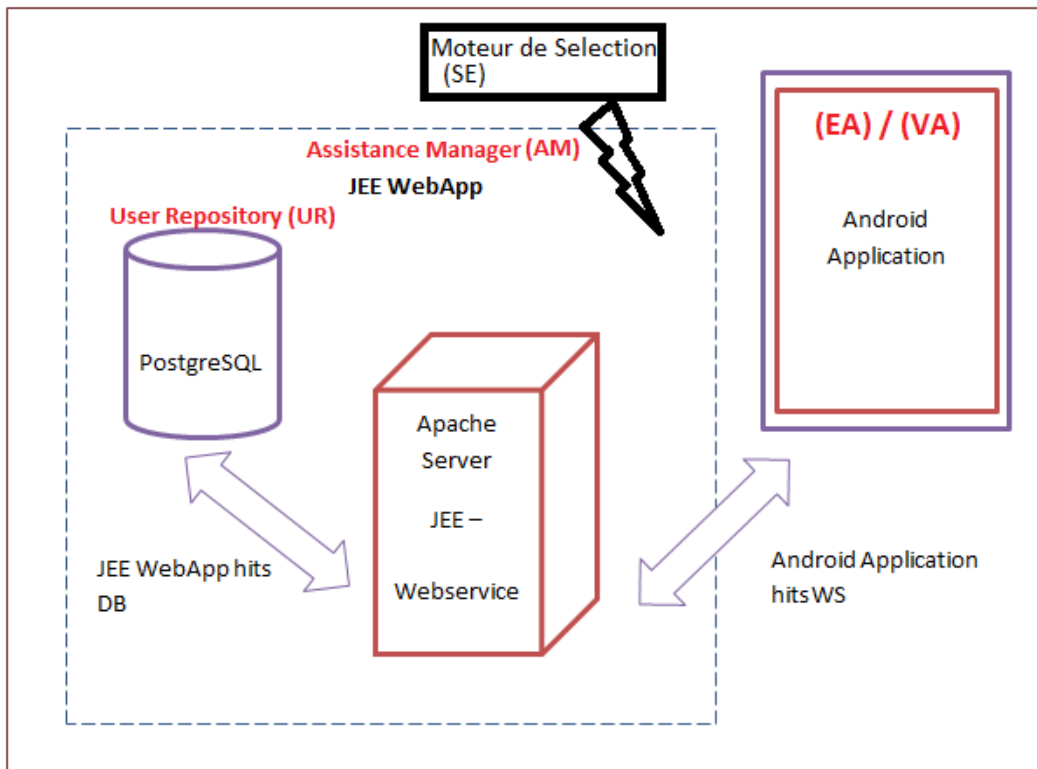 Moteur de Selection
(SE)
Assistance Manager (AM)
JEE WebApp
User Repository (UR)
PostgreSQL
Apache
Server
JEE –
Webservice
JEE WebApp hits
DB
(EA) / (VA)
Android
Application
Android Application
hits WS